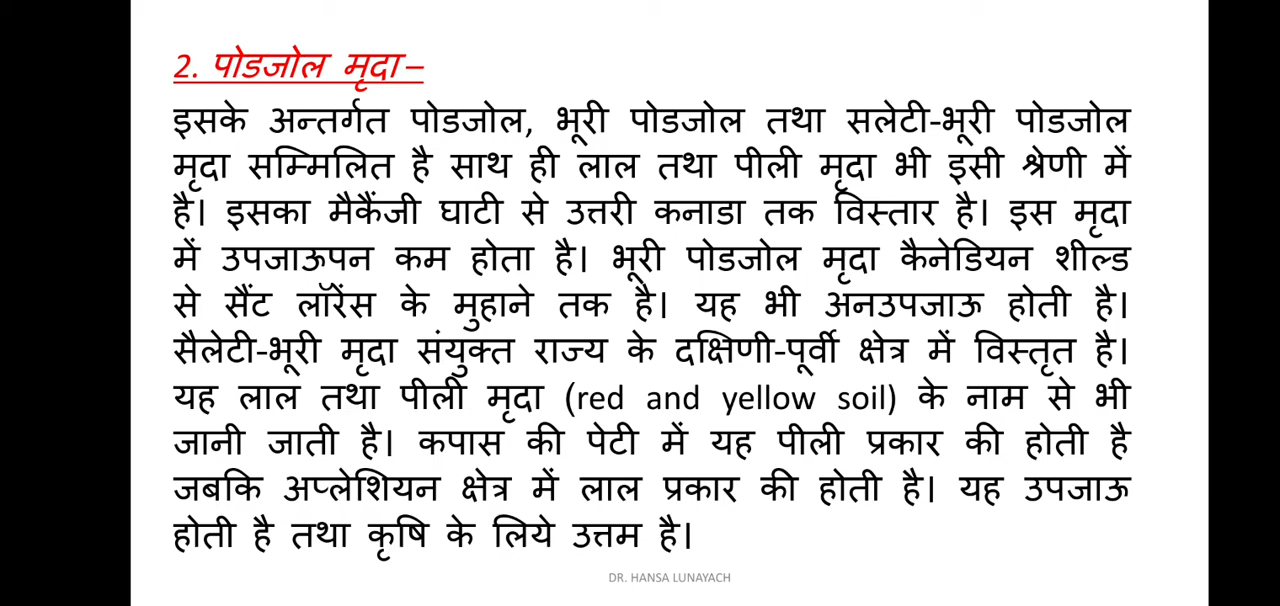 2. पोडजोल मृदा–
इसके अन्तर्गत पोडजोल, भूरी पोडजोल तथा सलेटी-भूरी पोडजोल
मृदा सम्मिलित है साथ ही लाल तथा पीली मृदा भी इसी श्रेणी में
है। इसका मैकैंजी घाटी से उत्तरी कनाडा तक विस्तार है। इस मृदा
में उपजाऊपन कम होता है। भूरी पोडजोल मृदा कैनेडियन शील्ड
से सैंट लॉरेंस के मुहाने तक है। यह भी अनउपजाऊ होती है।
सैलेटी-भूरी मृदा संयुक्त राज्य के दक्षिणी-पूर्वी क्षेत्र में विस्तृत है।
यह लाल तथा पीली मृदा (red and yellow soil) के नाम से भी
जानी जाती है। कपास की पेटी में यह पीली प्रकार की होती है
जबकि अप्लेशियन क्षेत्र में लाल प्रकार की होती है। यह उपजाऊ
होती है तथा कृषि के लिये उत्तम है।
DR. HANSA LUNAYACH